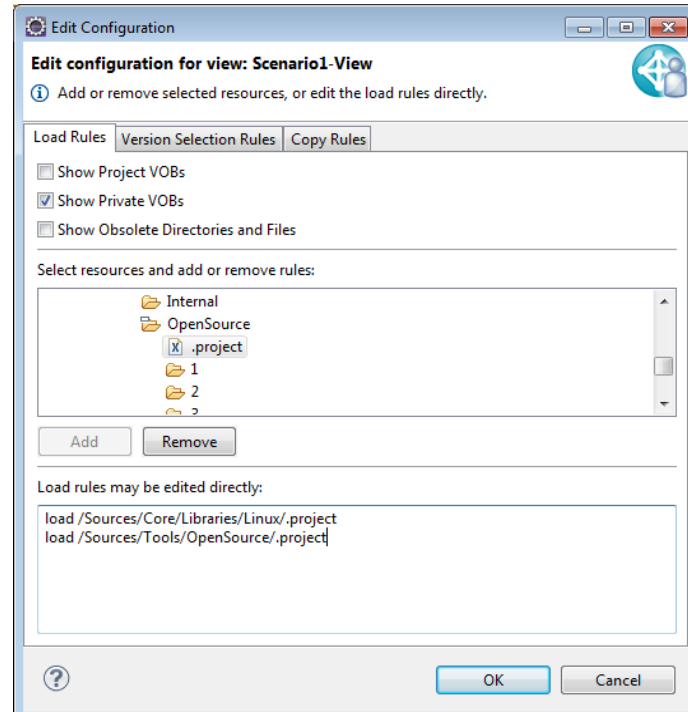 Edit Configuration
Edit configuration for view: Scenario1-View
Add or remove selected resources, or edit the load rules directly.
Load Rules Version Selection Rules Copy Rules
Show Project VOBs
Show Private VOBs
Show Obsolete Directories and Files
Select resources and add or remove rules:
Internal
OpenSource
.project
1
2
Add Remove
Load rules may be edited directly:
load /Sources/Core/Libraries/Linux/.project
load /Sources/Tools/OpenSource/.project
OK Cancel